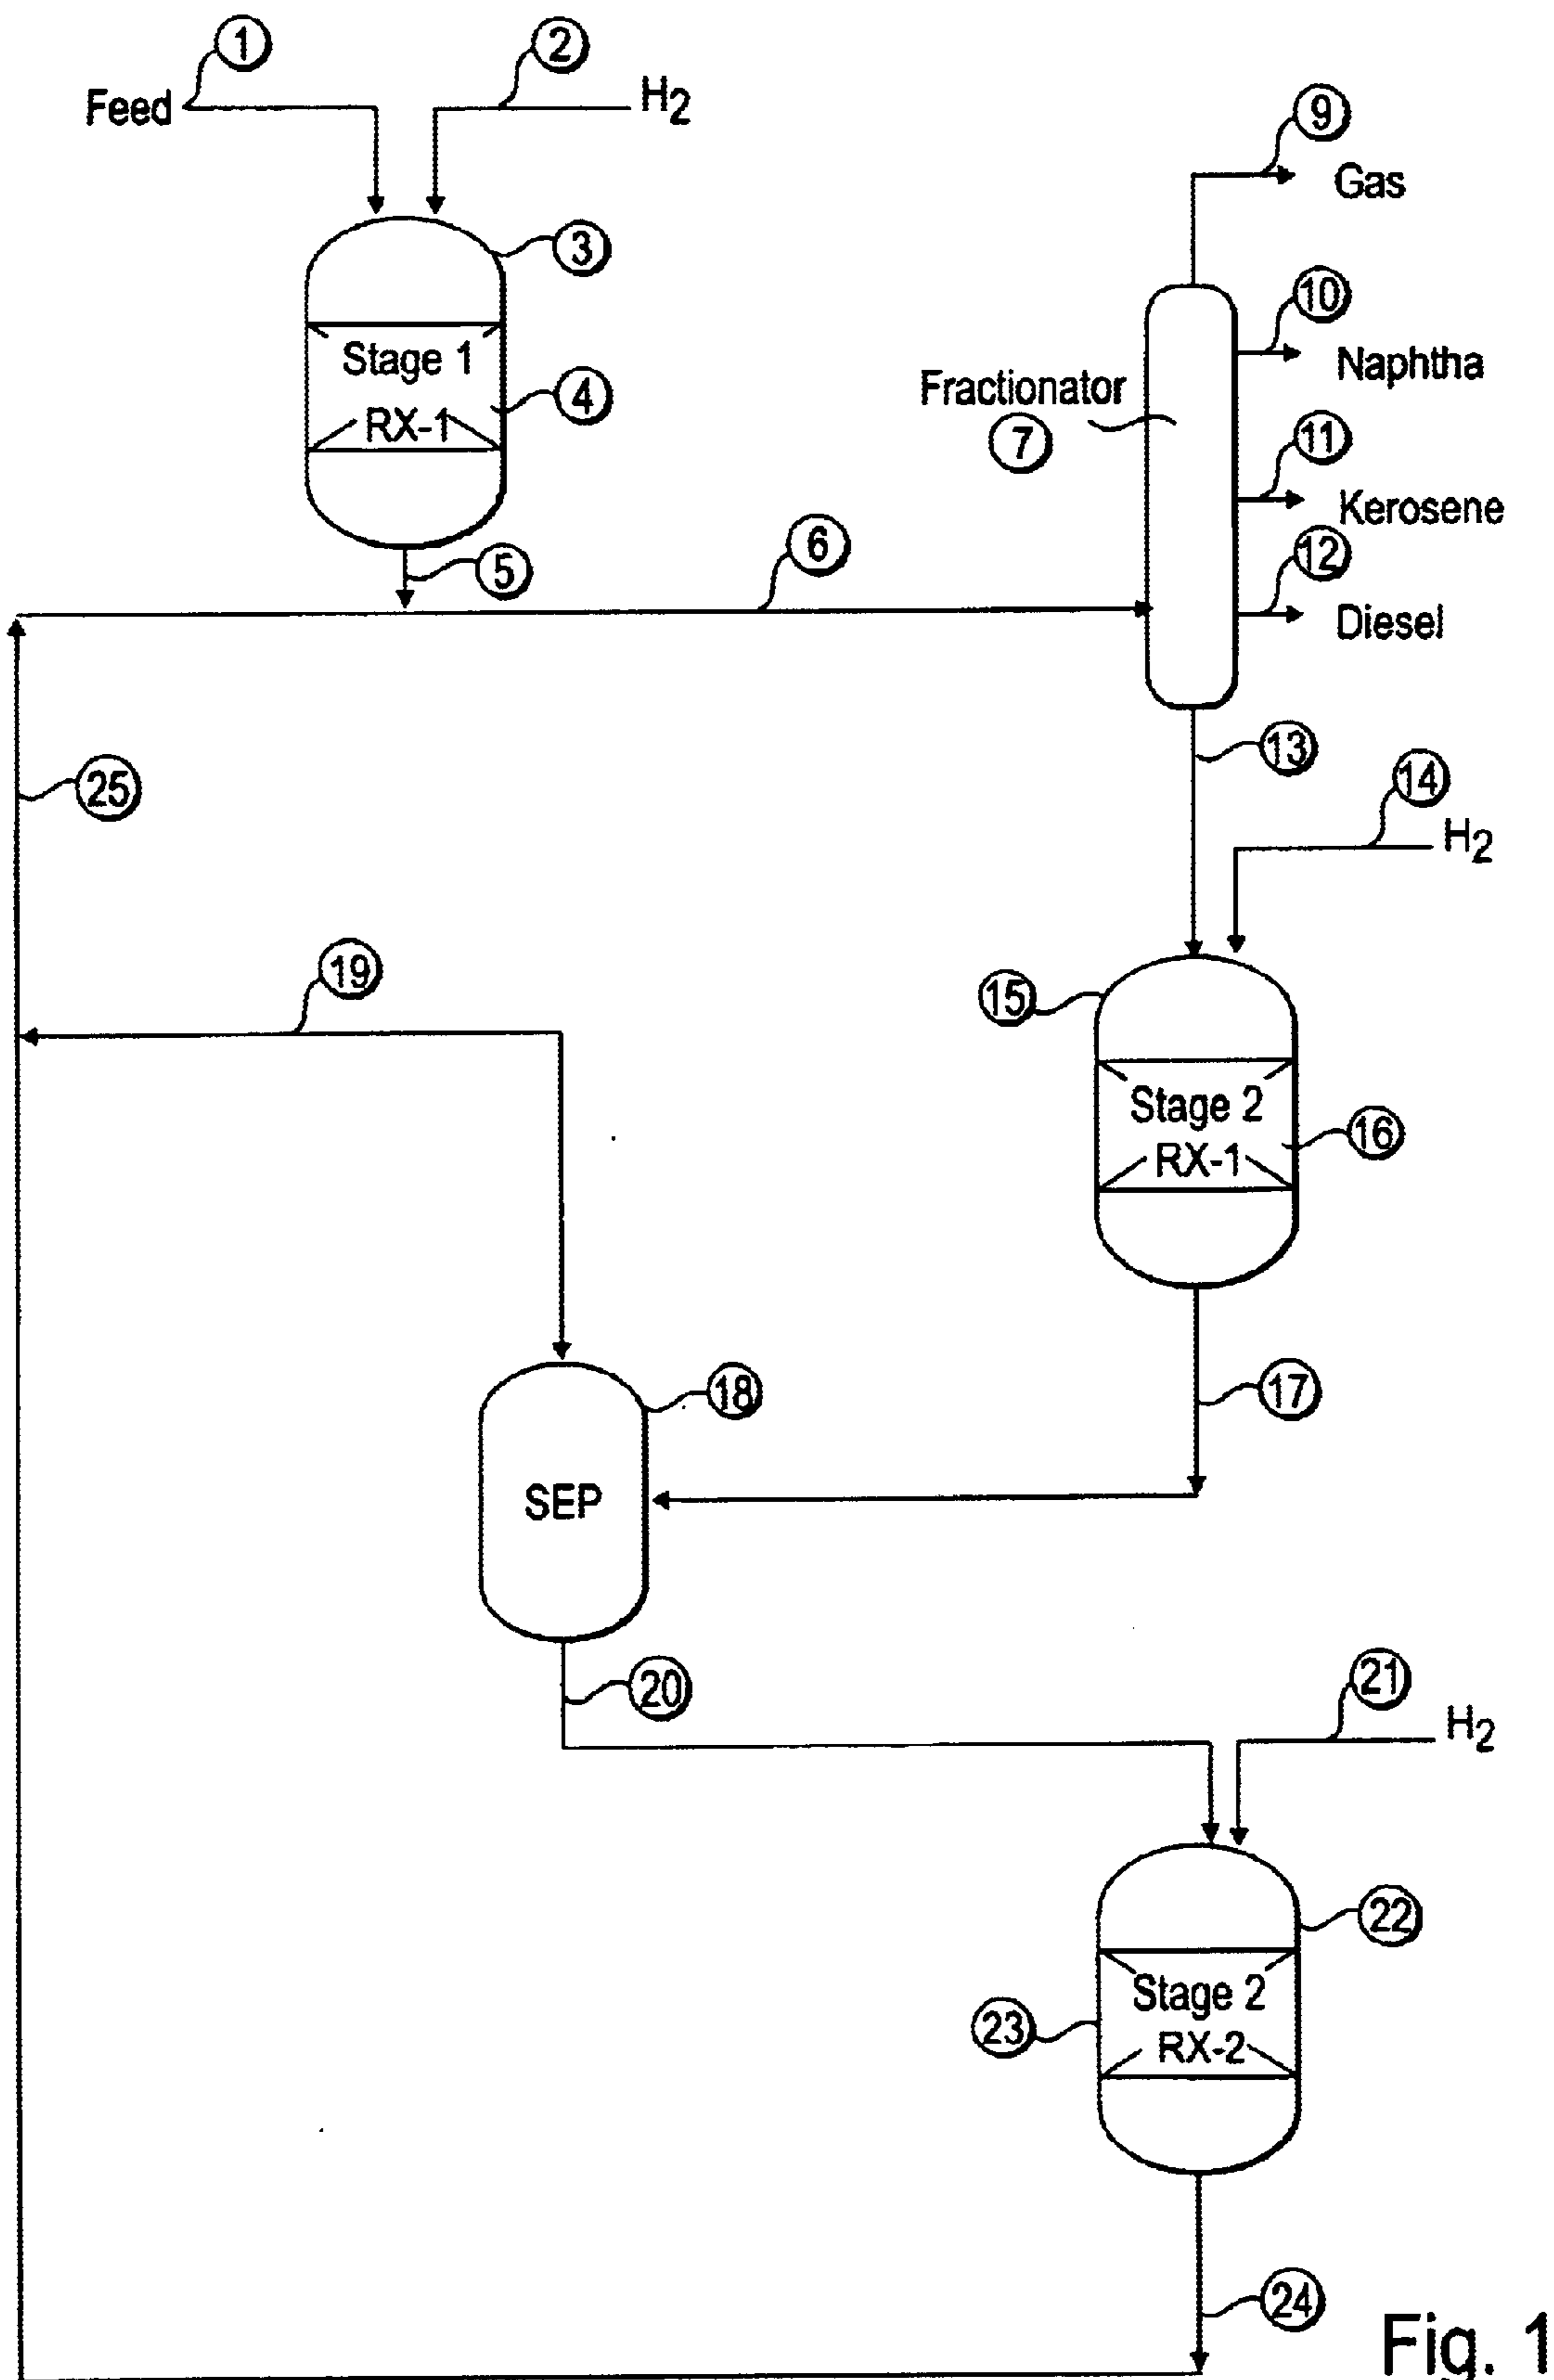 1
2
Feed
H2
9
Gas
3
10
Stage 1
Naphtha
4
Fractionator
RX-1
7
11
Kerosene
6
12
5
Diesel
13
25
14
H2
19
15
Stage 2
16
RX-1
18
17
SEP
20
21
H2
22
Stage 2
23
RX-2
24
Fig. 1